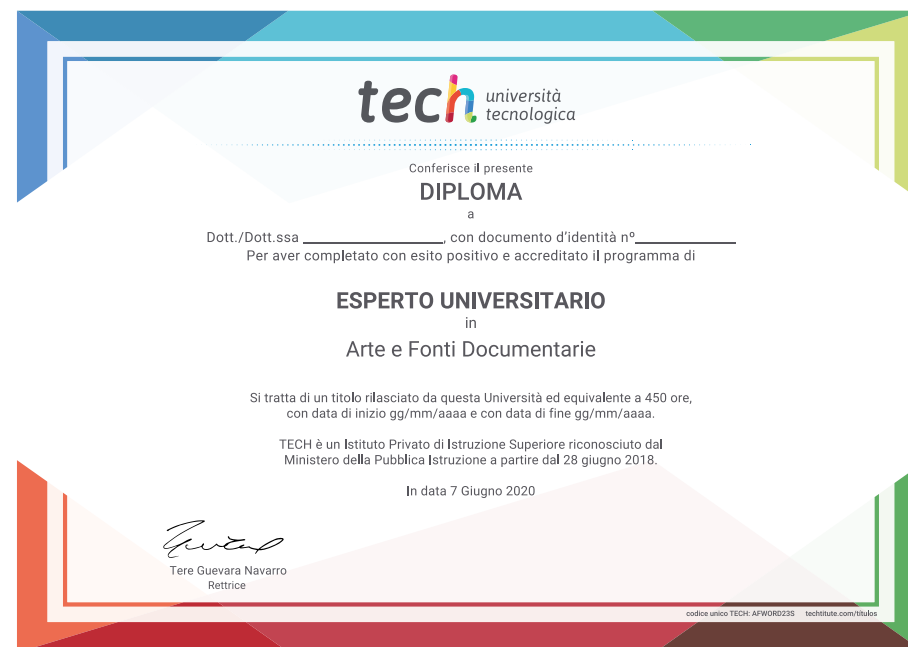 tech università
tecnologica
Conferisce il presente
DIPLOMA
a
Dott./Dott.ssa ____________________, con documento d'identità nº______________
Per aver completato con esito positivo e accreditato il programma di
ESPERTO UNIVERSITARIO
in
Arte e Fonti Documentarie
Si tratta di un titolo rilasciato da questa Università ed equivalente a 450 ore,
con data di inizio gg/mm/aaaa e con data di fine gg/mm/aaaa.
TECH è un Istituto Privato di Istruzione Superiore riconosciuto dal
Ministero della Pubblica Istruzione a partire dal 28 giugno 2018.
In data 7 Giugno 2020
Tere Guevara Navarro
Rettrice
codice unico TECH: AFWORD23S techtitute.com/titulos